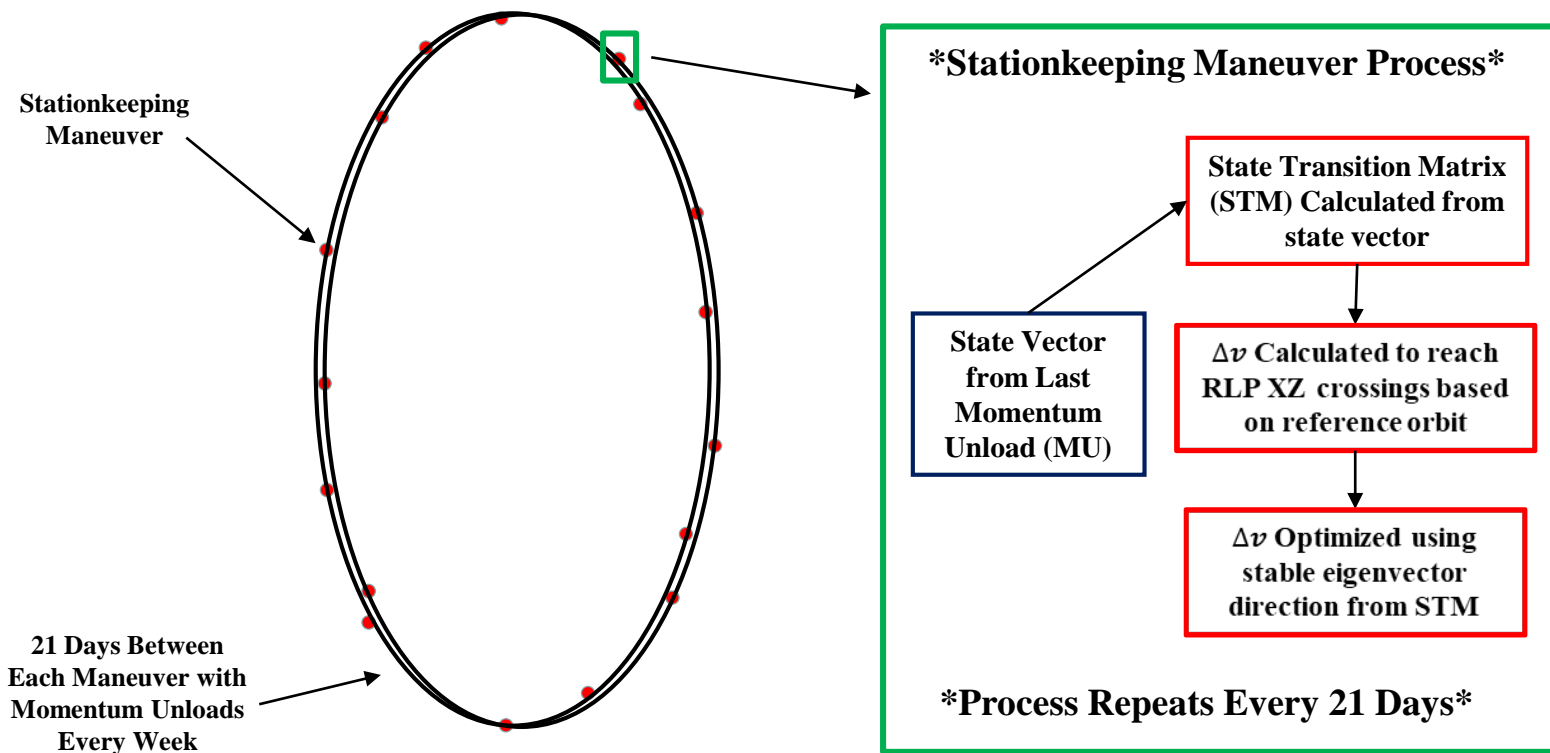 Stationkeeping
Maneuver
21 Days Between
Each Maneuver with
Momentum Unloads
Every Week
*Stationkeeping Maneuver Process*
State Vector
from Last
Momentum
Unload (MU)
State Transition Matrix
(STM) Calculated from
state vector
Δv Calculated to reach
RLP XZ crossings based
on reference orbit
Δv Optimized using
stable eigenvector
direction from STM
*Process Repeats Every 21 Days*